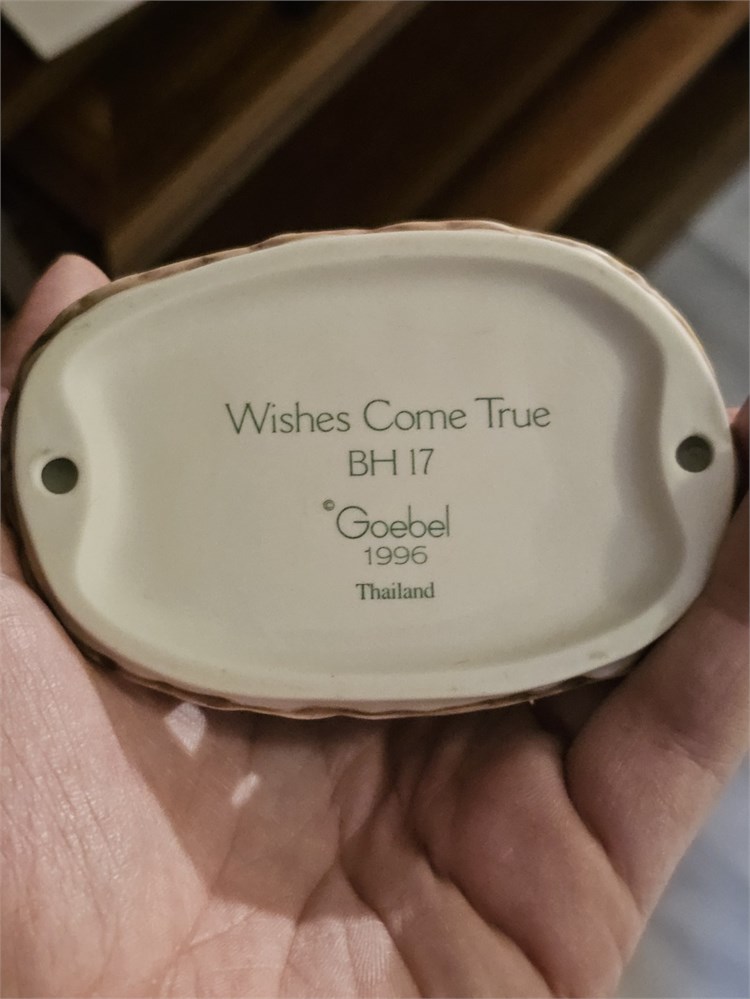 Wishes Come True
BH 17
©Goebel
1996
Thailand